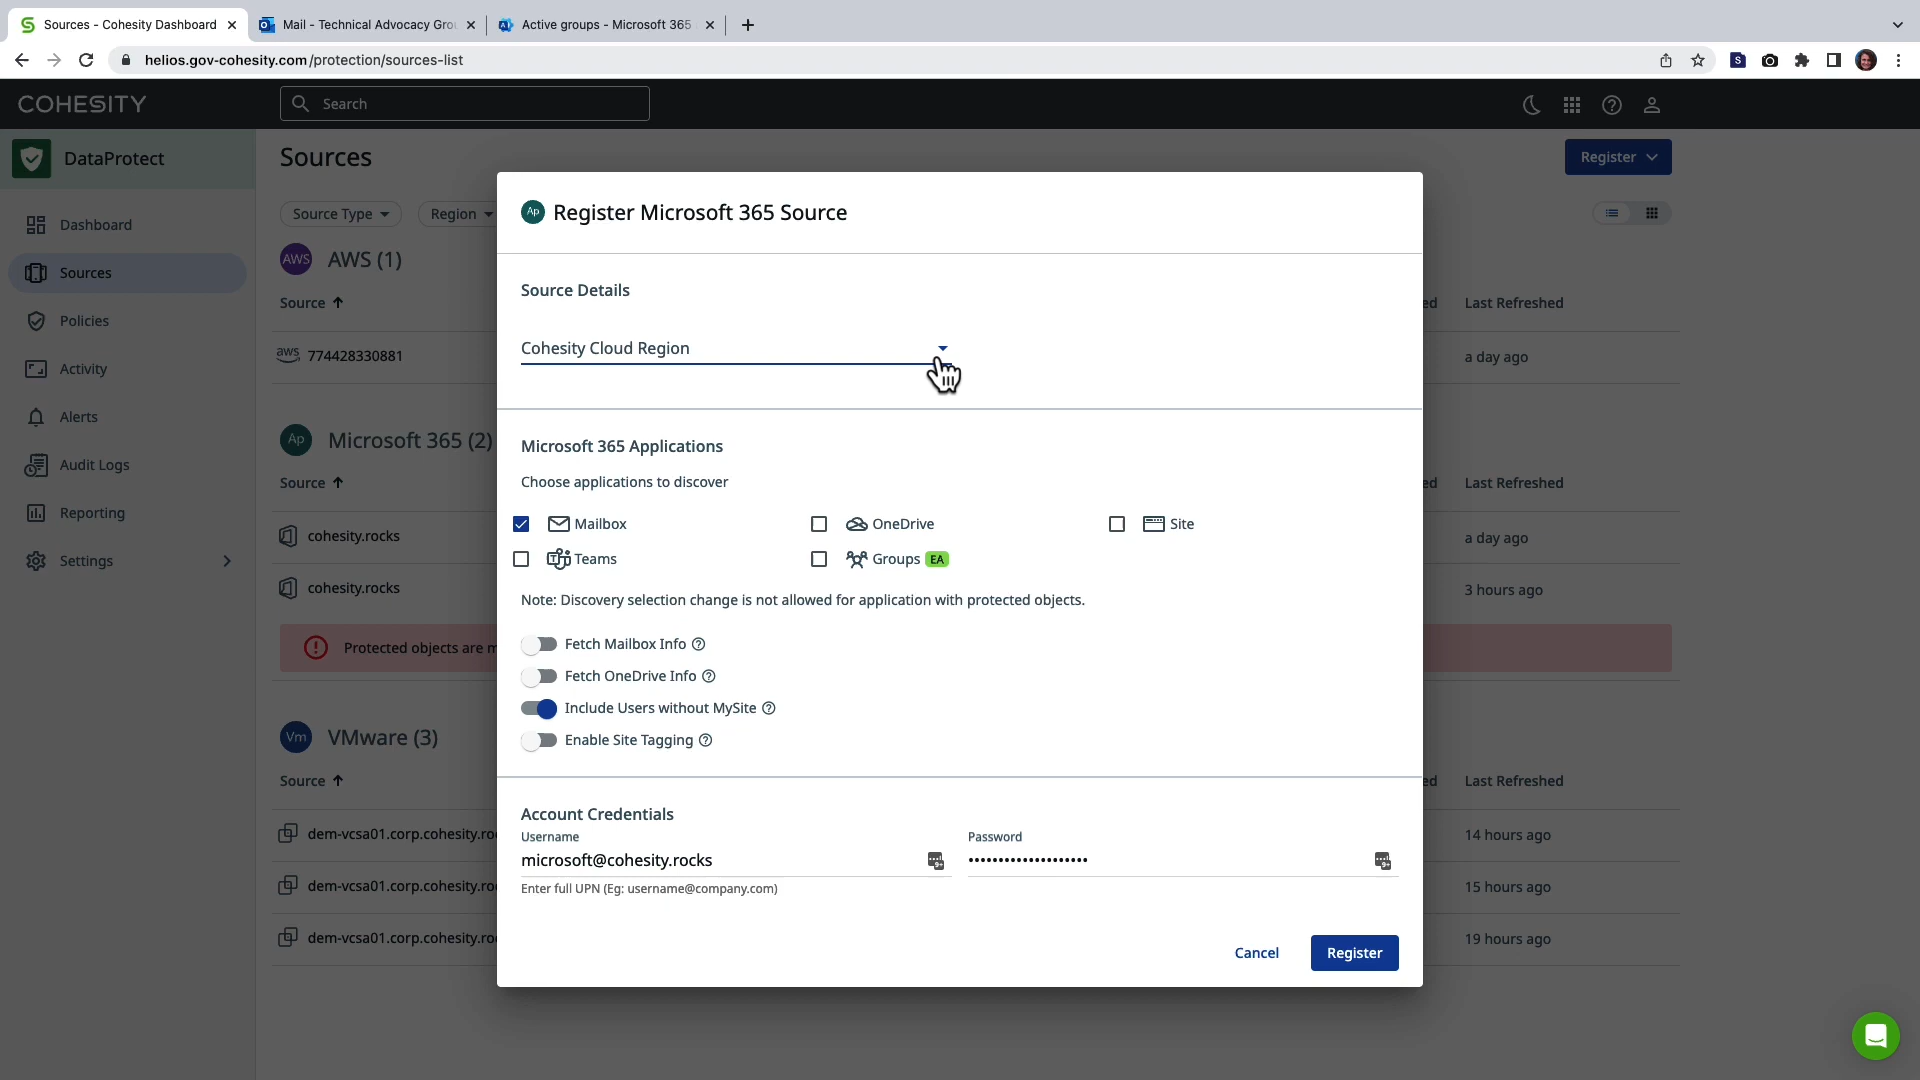 Sources - Cohesity Dashboard
Mail - Technical Advocacy Grou
Active groups - Microsoft 365
helios.gov-cohesity.com/protection/sources-list
COHESITY
Search
DataProtect
Sources
Register
Dashboard
Sources
Policies
Activity
Alerts
Audit Logs
Reporting
Settings
Source Type
Region
AWS
AWS (1)
Source
ed
Last Refreshed
aws
774428330881
a day ago
Ap
Microsoft 365 (2)
Source
ed
Last Refreshed
cohesity.rocks
a day ago
cohesity.rocks
3 hours ago
Protected objects are m
Vm
VMware (3)
Source
ed
Last Refreshed
dem-vcsa01.corp.cohesity.ro
14 hours ago
dem-vcsa01.corp.cohesity.ro
15 hours ago
dem-vcsa01.corp.cohesity.ro
19 hours ago
Ap
Register Microsoft 365 Source
Source Details
Cohesity Cloud Region
Microsoft 365 Applications
Choose applications to discover
Mailbox
OneDrive
Site
Teams
Groups EA
Note: Discovery selection change is not allowed for application with protected objects.
Fetch Mailbox Info
Fetch OneDrive Info
Include Users without MySite
Enable Site Tagging
Account Credentials
Username
Password
microsoft@cohesity.rocks
••••••••••••••••••••
Enter full UPN (Eg: username@company.com)
Cancel
Register